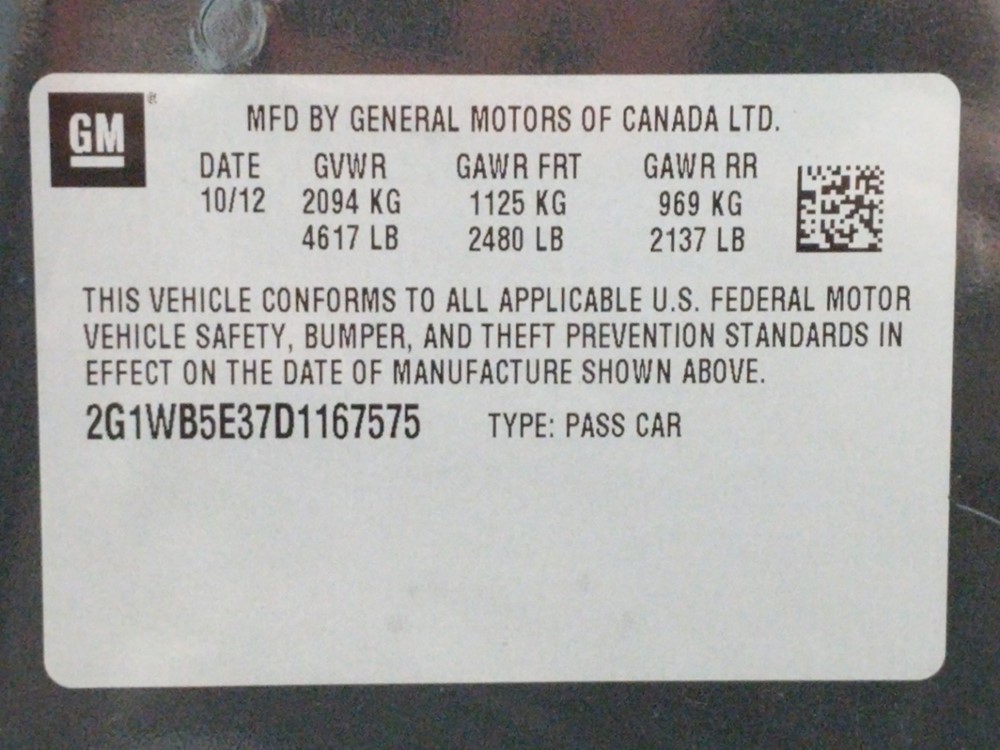 GM ®
MFD BY GENERAL MOTORS OF CANADA LTD.
DATE GVWR GAWR FRT GAWR RR
10/12 2094 KG 1125 KG 969 KG
4617 LB 2480 LB 2137 LB
THIS VEHICLE CONFORMS TO ALL APPLICABLE U.S. FEDERAL MOTOR
VEHICLE SAFETY, BUMPER, AND THEFT PREVENTION STANDARDS IN
EFFECT ON THE DATE OF MANUFACTURE SHOWN ABOVE.
2G1WB5E37D1167575 TYPE: PASS CAR